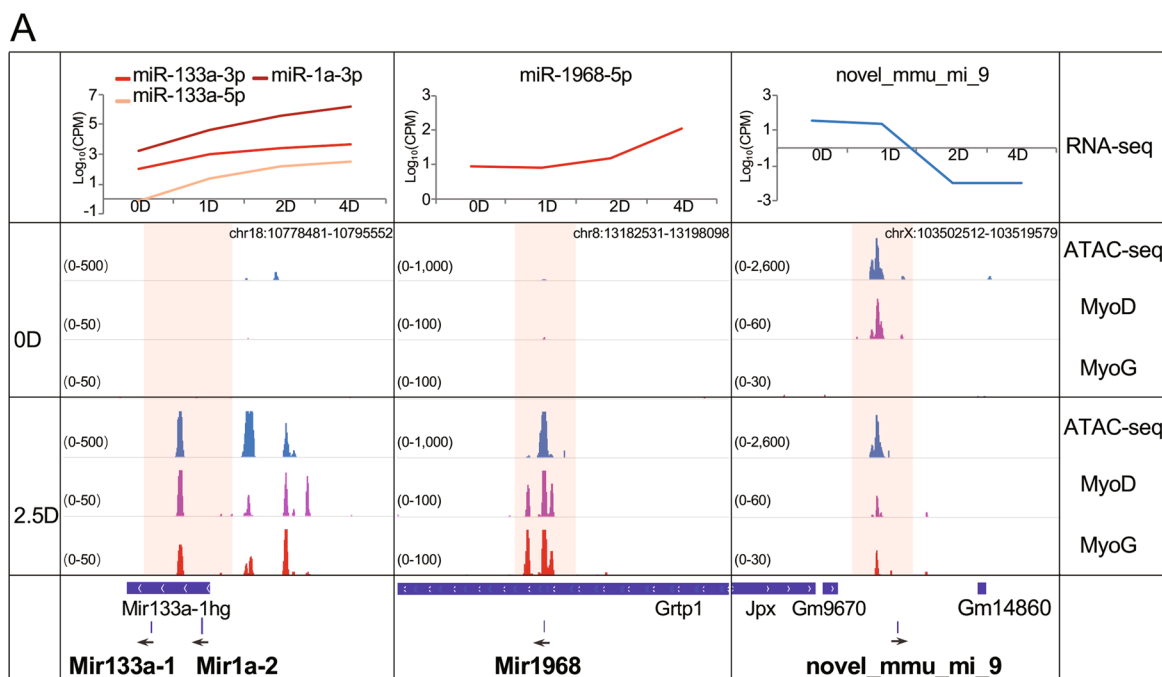 A
miR-133a-3p miR-1a-3p
miR-133a-5p
Log10(CPM)
7
5
3
1
-1
0D 1D 2D 4D
miR-1968-5p
Log10(CPM)
3
2
1
0
0D 1D 2D 4D
novel_mmu_mi_9
Log10(CPM)
3
1
-1
-3
0D 1D 2D 4D
RNA-seq
chr18:10778481-10795552
chr8:13182531-13198098
chrX:103502512-103519579
0D
(0-500) (0-1,000) (0-2,600) ATAC-seq
(0-50) (0-100) (0-60) MyoD
(0-50) (0-100) (0-30) MyoG
2.5D
(0-500) (0-1,000) (0-2,600) ATAC-seq
(0-50) (0-100) (0-60) MyoD
(0-50) (0-100) (0-30) MyoG
Mir133a-1hg
Grtp1
Jpx Gm9670 Gm14860
Mir133a-1 Mir1a-2
Mir1968
novel_mmu_mi_9